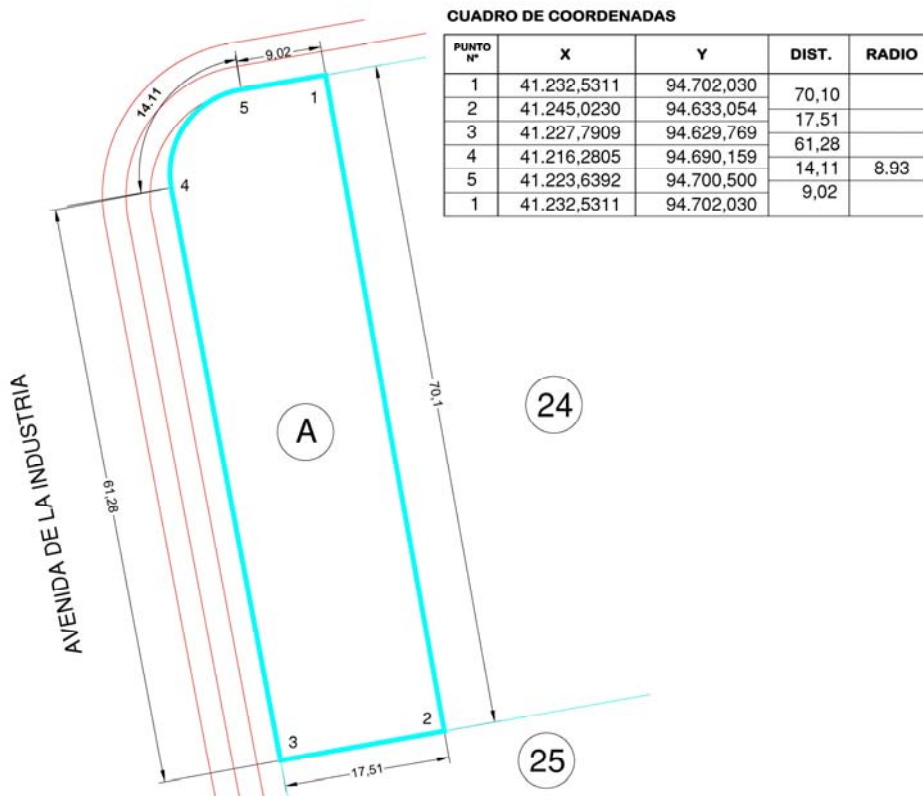 CUADRO DE COORDENADAS
PUNTO Nº X Y DIST. RADIO
1 41.232,5311 94.702,030
70,10
2 41.245,0230 94.633,054
17,51
3 41.227,7909 94.629,769
61,28
4 41.216,2805 94.690,159
14,11 8.93
5 41.223,6392 94.700,500
9,02
1 41.232,5311 94.702,030
9,02
14.11
5
1
4
70,1
24
A
AVENIDA DE LA INDUSTRIA
61,28
2
3
17,51
25